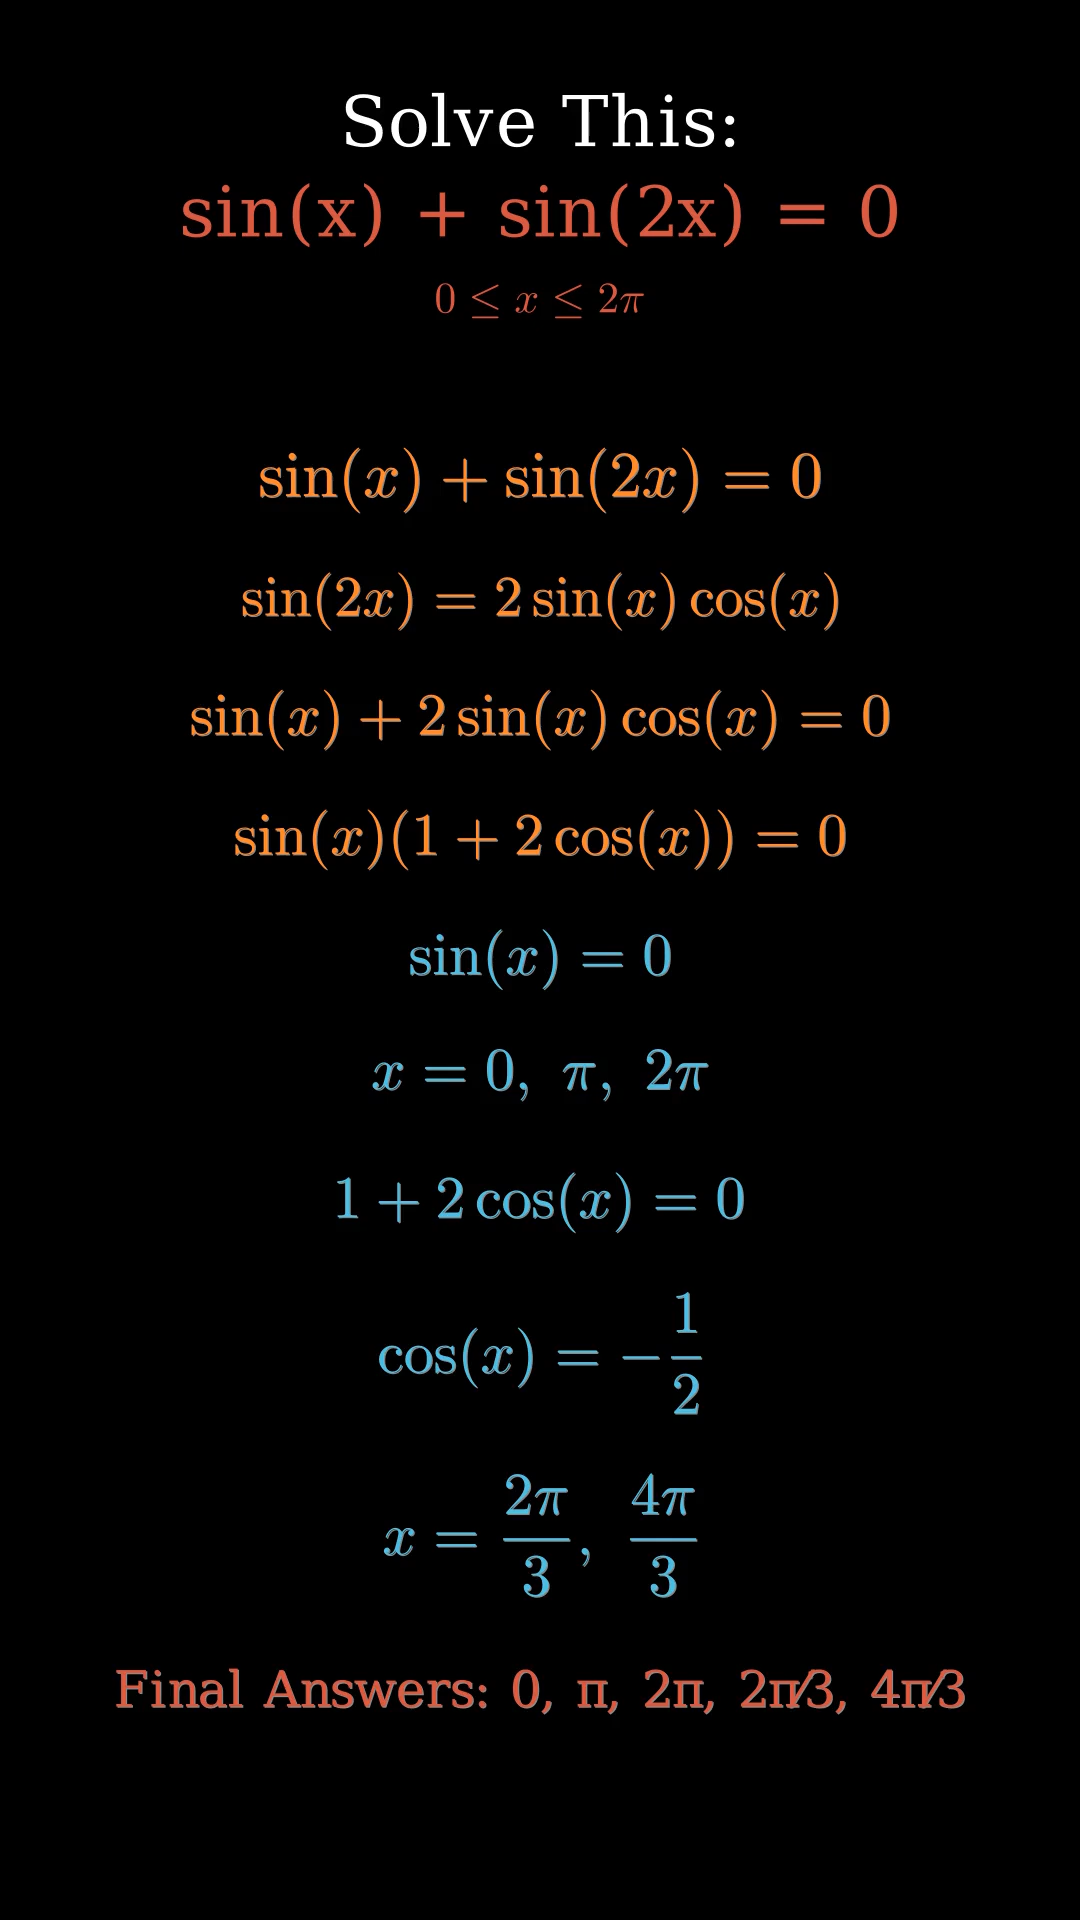 Solve This:
sin(x) + sin(2x) = 0
0 ≤ x ≤ 2π
sin(x) + sin(2x) = 0
sin(2x) = 2 sin(x) cos(x)
sin(x) + 2 sin(x) cos(x) = 0
sin(x)(1 + 2 cos(x)) = 0
sin(x) = 0
x = 0, π, 2π
1 + 2 cos(x) = 0
cos(x) = −1/2
x = 2π/3, 4π/3
Final Answers: 0, π, 2π, 2π⁄3, 4π⁄3